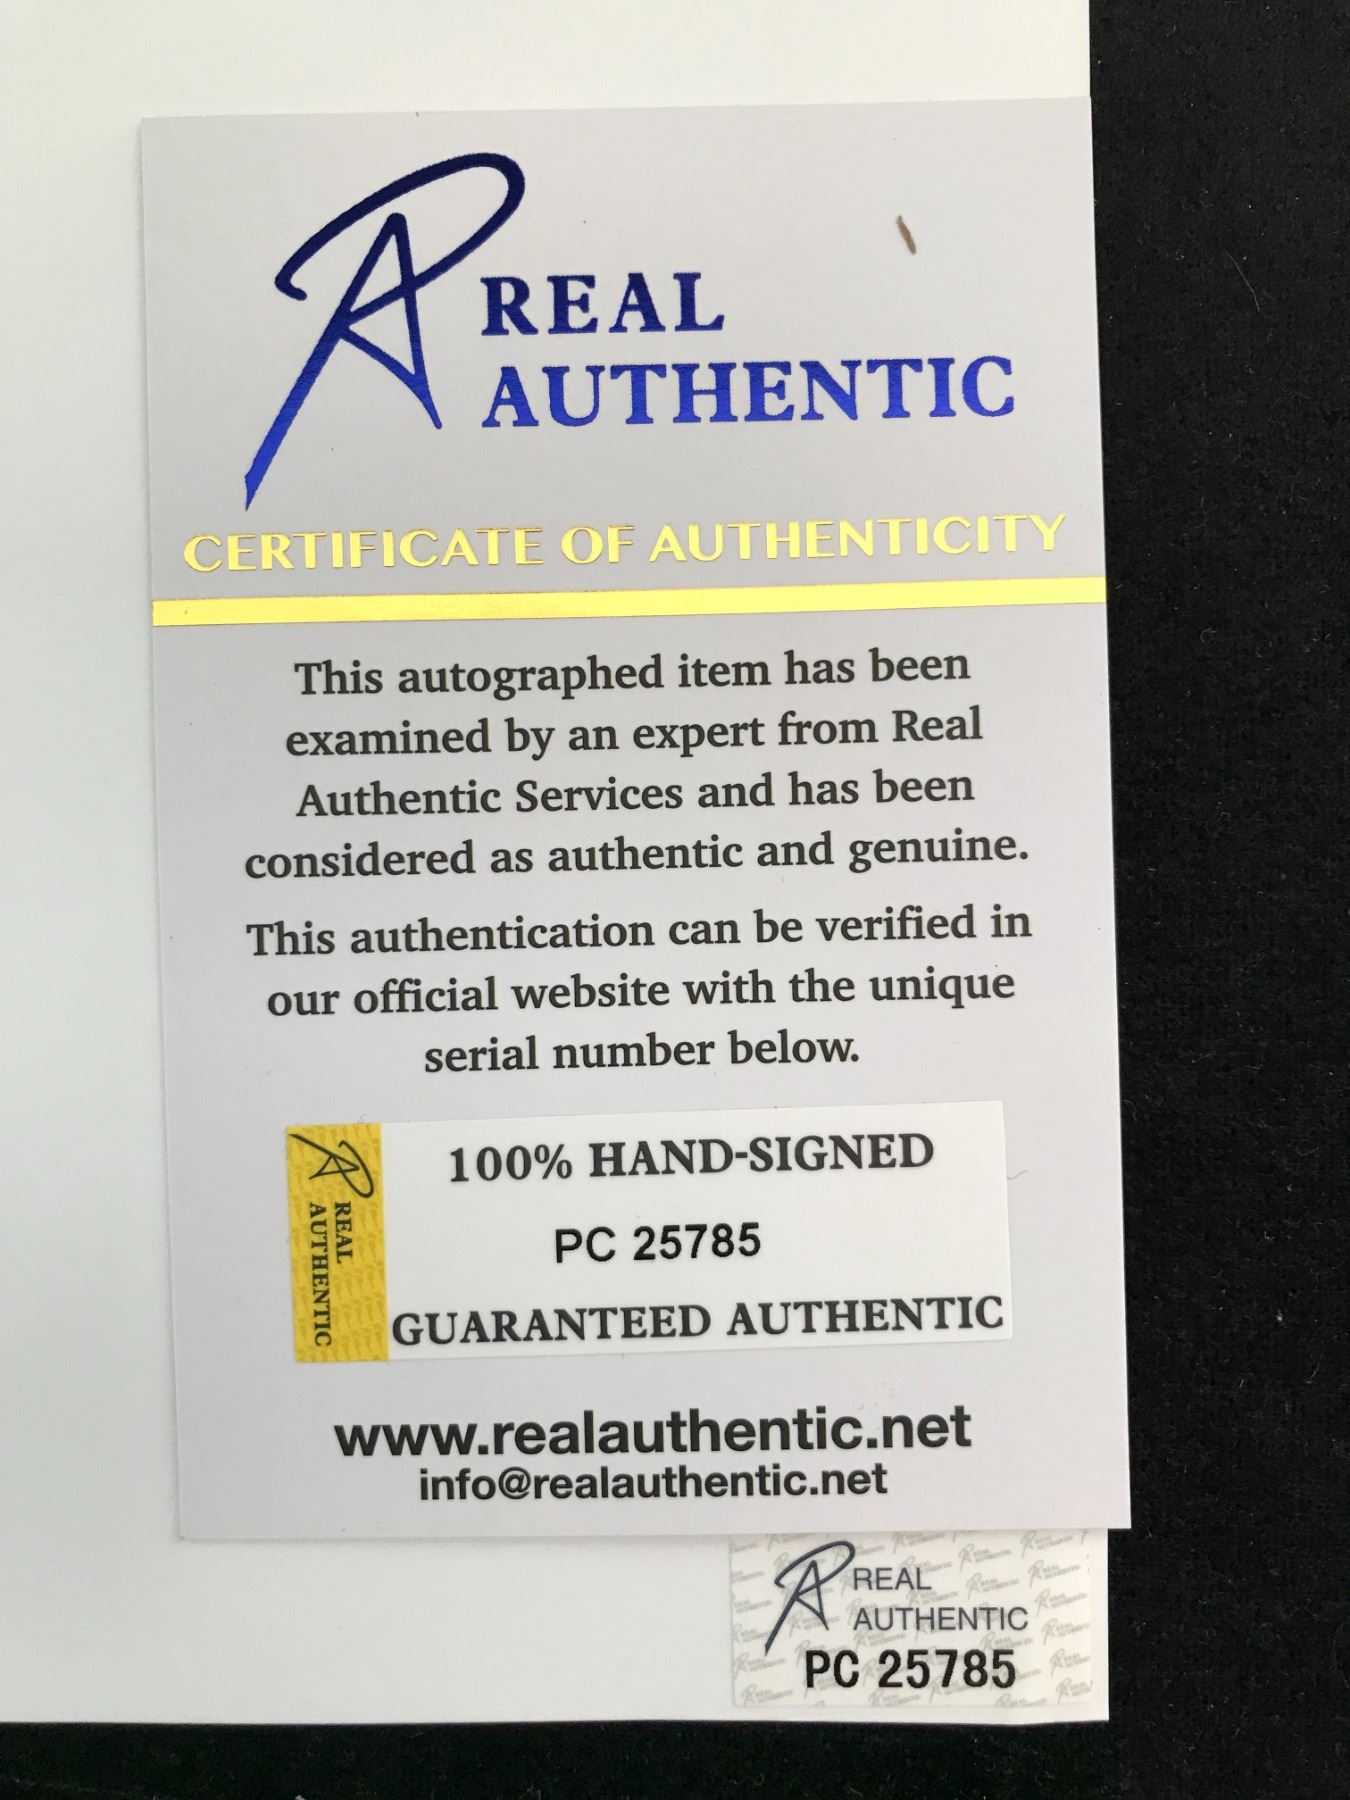 REAL
AUTHENTIC
CERTIFICATE OF AUTHENTICITY
This autographed item has been
examined by an expert from Real
Authentic Services and has been
considered as authentic and genuine.
This authentication can be verified in
our official website with the unique
serial number below.
REAL
AUTHENTIC
100% HAND-SIGNED
PC 25785
GUARANTEED AUTHENTIC
www.realauthentic.net
info@realauthentic.net
REAL
AUTHENTIC
PC 25785